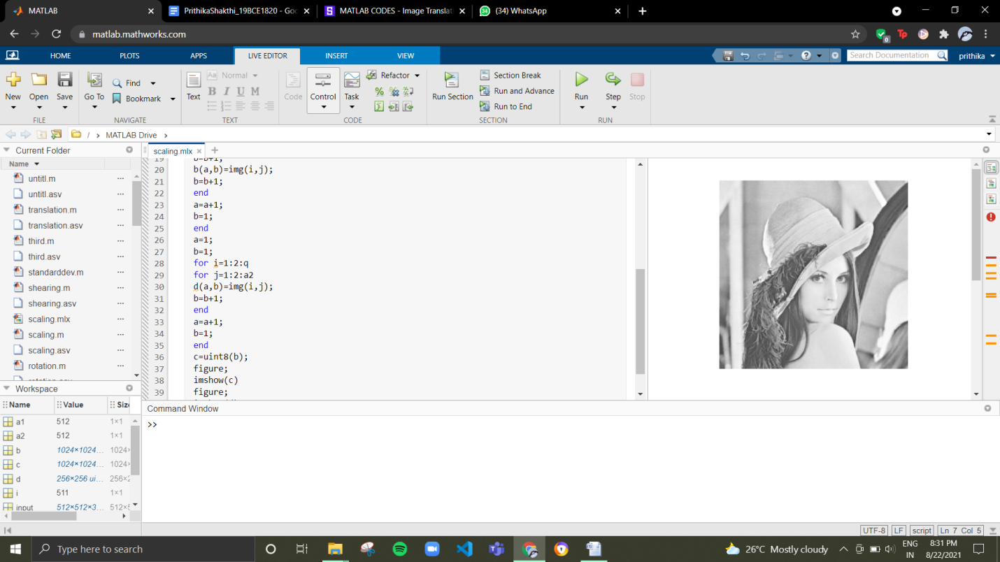 MATLAB
PrithikaShakthi_19BCE1820 - Goo
MATLAB CODES - Image Translati
(34) WhatsApp
matlab.mathworks.com
HOME PLOTS APPS LIVE EDITOR INSERT VIEW
Search Documentation
prithika
New Open Save
FILE
Go To Find Bookmark
NAVIGATE
Text Normal
B I U M
TEXT
Code Control Task Refactor
CODE
Run Section Section Break
Run and Advance
Run to End
SECTION
Run Step Stop
RUN
/ › MATLAB Drive ›
Current Folder
Name
untitl.m
untitl.asv
translation.m
translation.asv
third.m
third.asv
standarddev.m
shearing.m
shearing.asv
scaling.mlx
scaling.m
scaling.asv
rotation.m
Workspace
Name Value Size
a1 512 1×1
a2 512 1×1
b 1024×1024... 1024×
c 1024×1024... 1024×
d 256×256 ui... 256×2
i 511 1×1
input 512×512×3... 512×5
scaling.mlx
19 b=b+1;
20 b(a,b)=img(i,j);
21 b=b+1;
22 end
23 a=a+1;
24 b=1;
25 end
26 a=1;
27 b=1;
28 for i=1:2:q
29 for j=1:2:a2
30 d(a,b)=img(i,j);
31 b=b+1;
32 end
33 a=a+1;
34 b=1;
35 end
36 c=uint8(b);
37 figure;
38 imshow(c)
39 figure;
Command Window
>>
UTF-8 LF script Ln 7 Col 5
Type here to search
26°C Mostly cloudy
ENG
IN
8:31 PM
8/22/2021